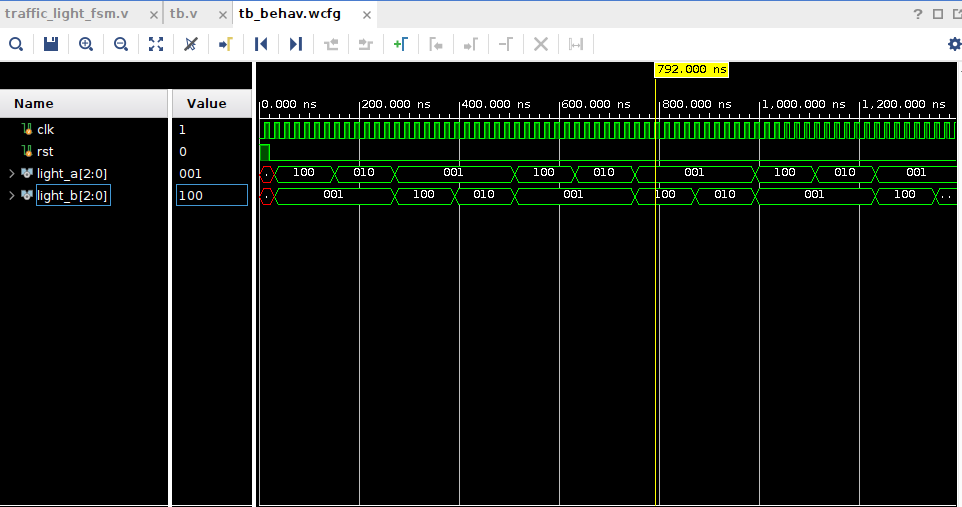 traffic_light_fsm.v × tb.v × tb_behav.wcfg × ?
792.000 ns
Name Value
0.000 ns 200.000 ns 400.000 ns 600.000 ns 800.000 ns 1,000.000 ns 1,200.000 ns
clk 1
rst 0
light_a[2:0] 001 . 100 010 001 100 010 001 100 010 001
light_b[2:0] 100 . 001 100 010 001 100 010 001 100 ..